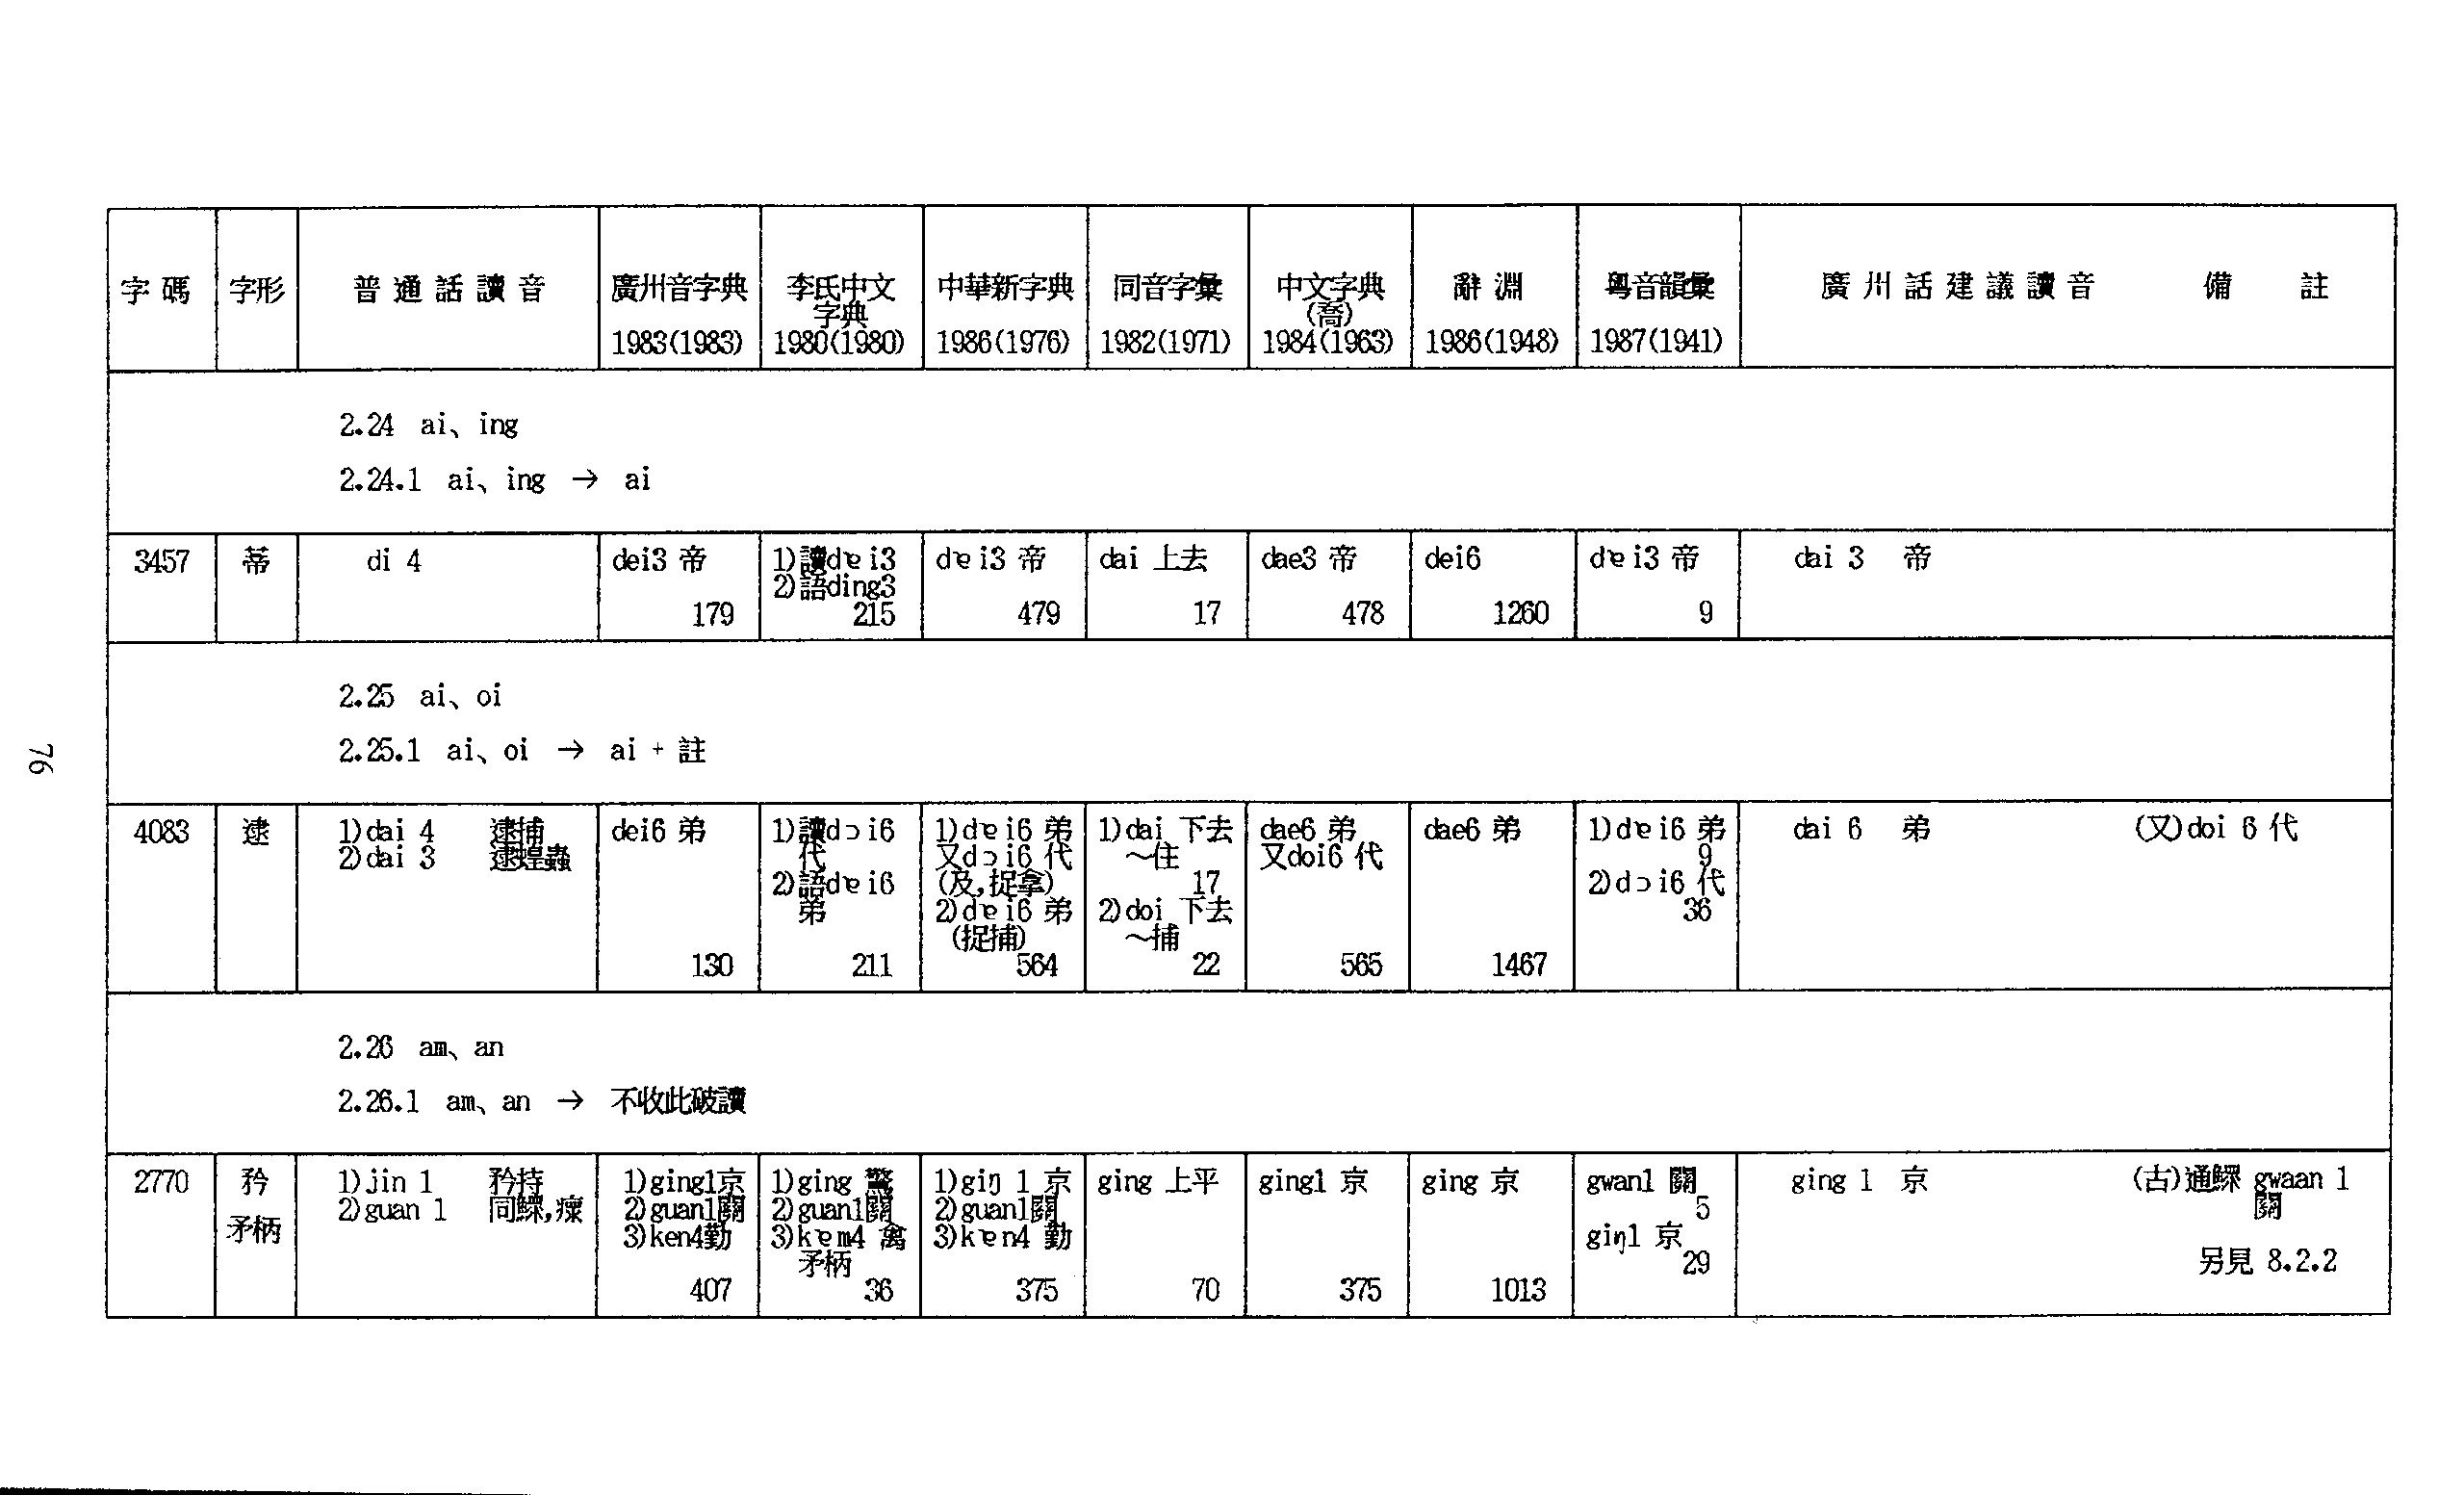 字碼 字形 普通話讀音 廣州音字典 1983(1983) 李氏中文字典 1980(1980) 中華新字典 1986(1976) 同音字彙 1982(1971) 中文字典(喬) 1984(1963) 辭淵 1986(1948) 粵音韻彙 1987(1941) 廣州話建議讀音 備註
2.24 ai、ing
2.24.1 ai、ing → ai
3457 蒂 di 4 dei3 帝 179 1)讀dɐi3 2)語ding3 215 dɐi3 帝 479 dai 上去 17 dae3 帝 478 dei6 1260 dɐi3 帝 9 dai 3 帝
2.25 ai、oi
2.25.1 ai、oi → ai + 註
4083 逮 1)dai 4 逮捕 2)dai 3 逮蝗蟲 dei6 弟 130 1)讀dɔi6 代 2)語dɐi6 弟 211 1)dɐi6 弟 又dɔi6 代 (及,捉拿) 2)dɐi6 弟 (捉捕) 564 1)dai 下去 ～住 17 2)doi 下去 ～捕 22 dae6 弟 又doi6 代 565 dae6 弟 1467 1)dɐi6 弟 9 2)dɔi6 代 36 dai 6 弟 (又)doi 6 代
2.26 am、an
2.26.1 am、an → 不收此破讀
2770 矜 矛柄 1)jin 1 矜持 2)guan 1 同鰥,瘝 1)ging1京 2)guan1關 3)ken4勤 407 1)ging 驚 2)guan1關 3)kɐm4 禽 矛柄 36 1)giŋ 1 京 2)guan1關 3)kɐn4 勤 375 ging 上平 70 ging1 京 375 ging 京 1013 gwan1 關 5 giŋ1 京 29 ging 1 京 (古)通鰥 gwaan 1 關 另見 8.2.2
76